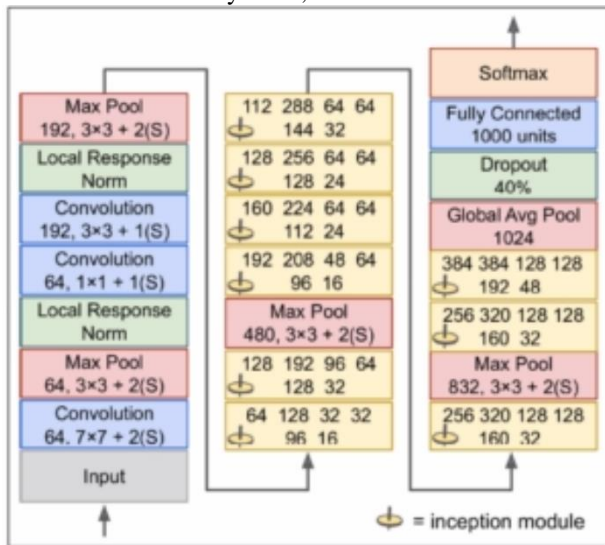 Max Pool
192, 3×3 + 2(S)
Local Response
Norm
Convolution
192, 3×3 + 1(S)
Convolution
64, 1×1 + 1(S)
Local Response
Norm
Max Pool
64, 3×3 + 2(S)
Convolution
64, 7×7 + 2(S)
Input
112 288 64 64
144 32
128 256 64 64
128 24
160 224 64 64
112 24
192 208 48 64
96 16
Max Pool
480, 3×3 + 2(S)
128 192 96 64
128 32
64 128 32 32
96 16
Softmax
Fully Connected
1000 units
Dropout
40%
Global Avg Pool
1024
384 384 128 128
192 48
256 320 128 128
160 32
Max Pool
832, 3×3 + 2(S)
256 320 128 128
160 32
= inception module